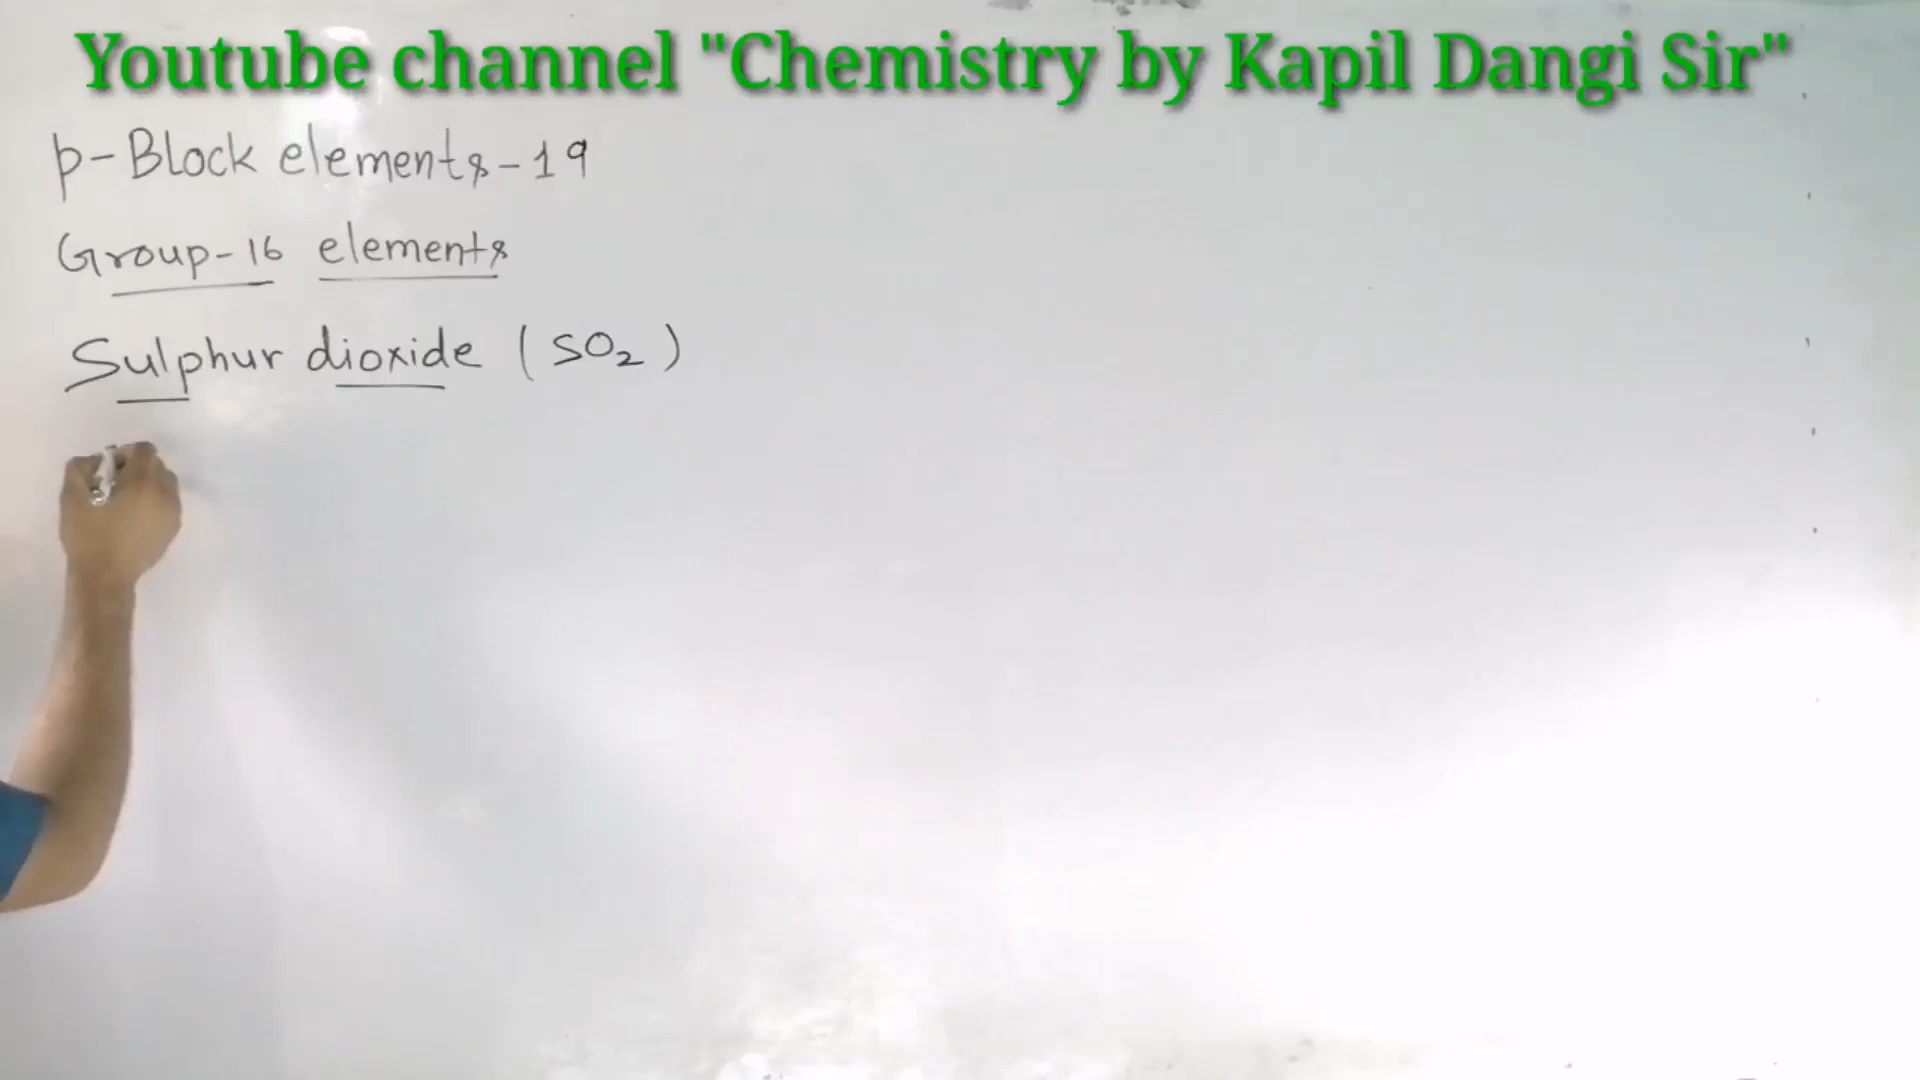 Youtube channel "Chemistry by Kapil Dangi Sir"
p-Block elements-19
Group-16 elements
Sulphur dioxide (SO₂)